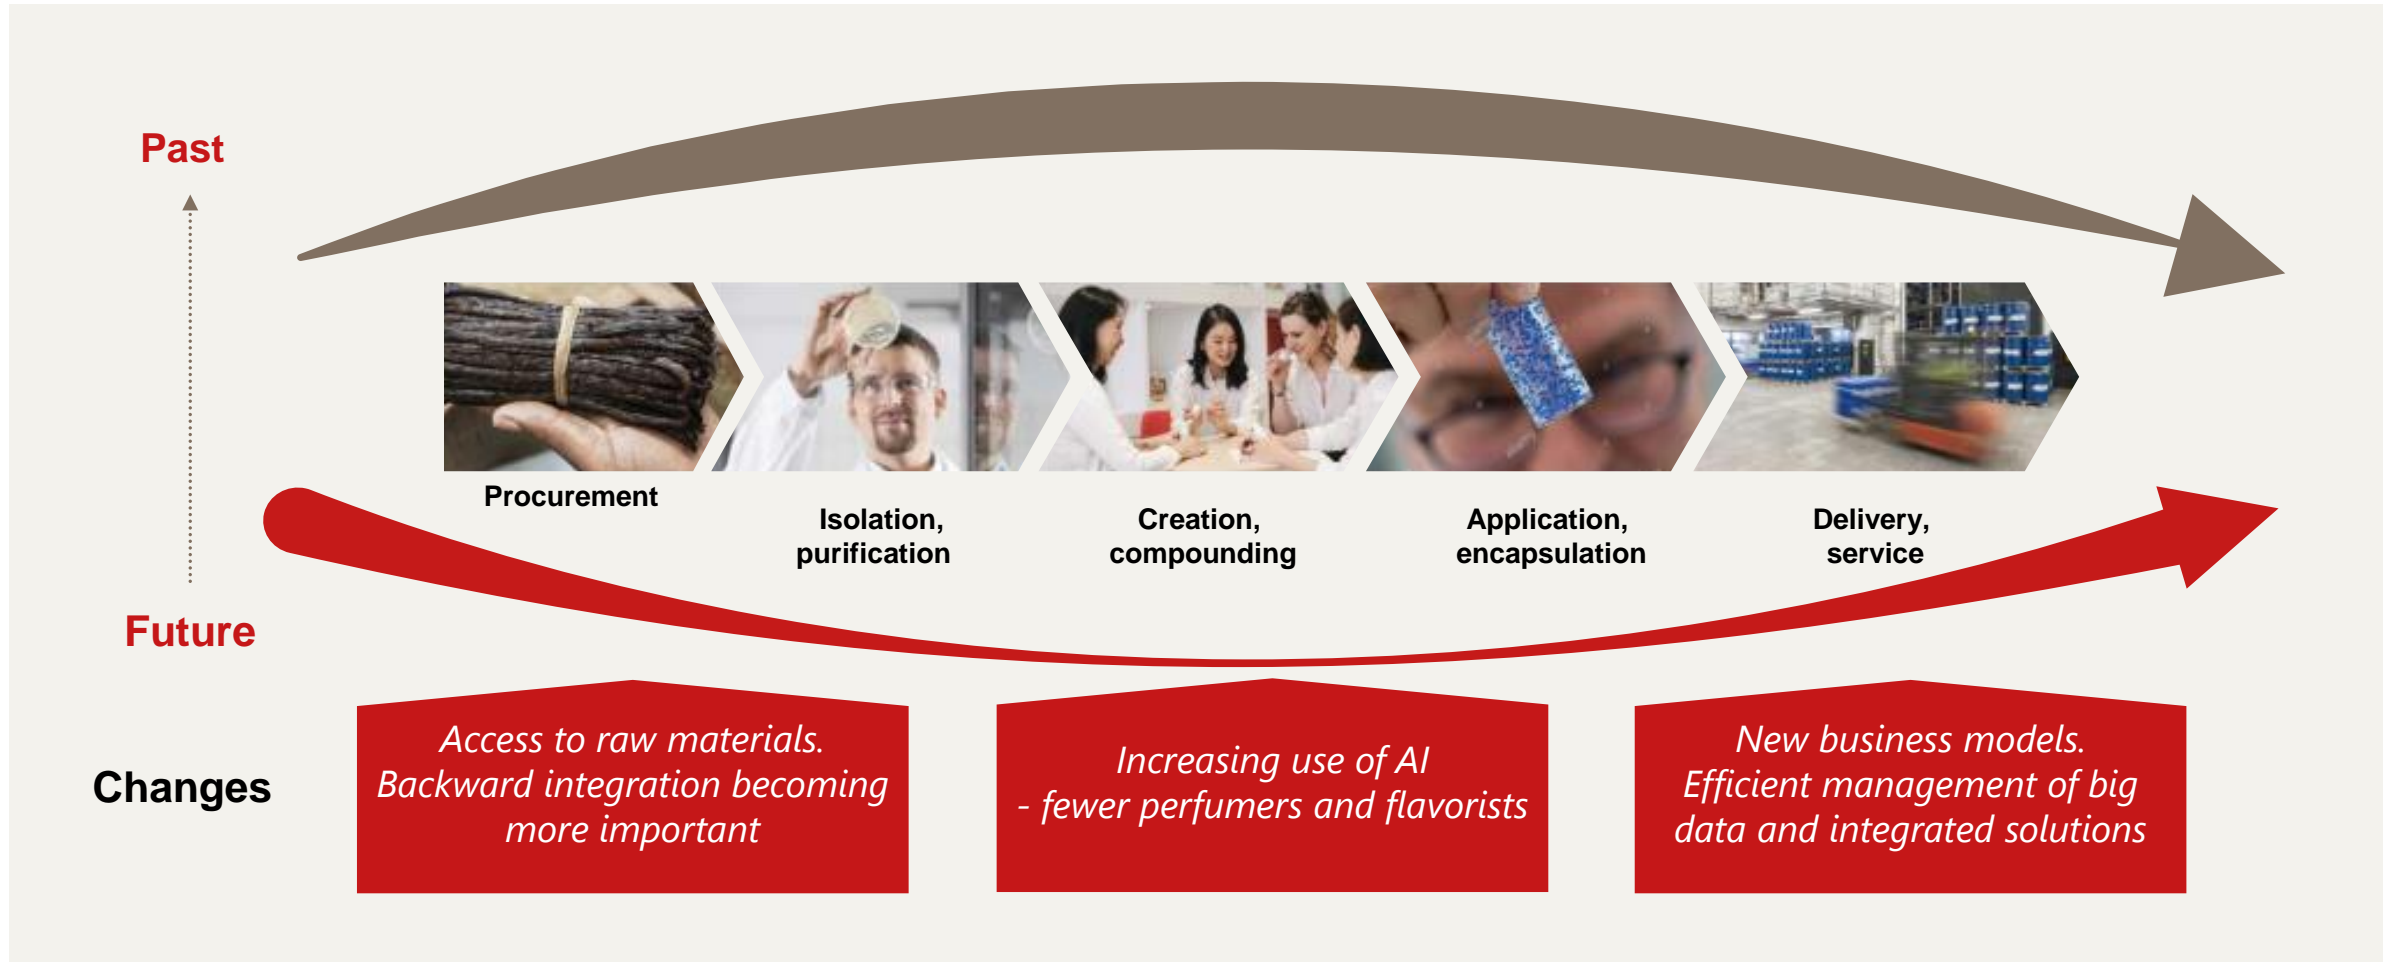 Past
Procurement
Isolation,
purification
Creation,
compounding
Application,
encapsulation
Delivery,
service
Future
Changes
Access to raw materials.
Backward integration becoming
more important
Increasing use of AI
- fewer perfumers and flavorists
New business models.
Efficient management of big
data and integrated solutions